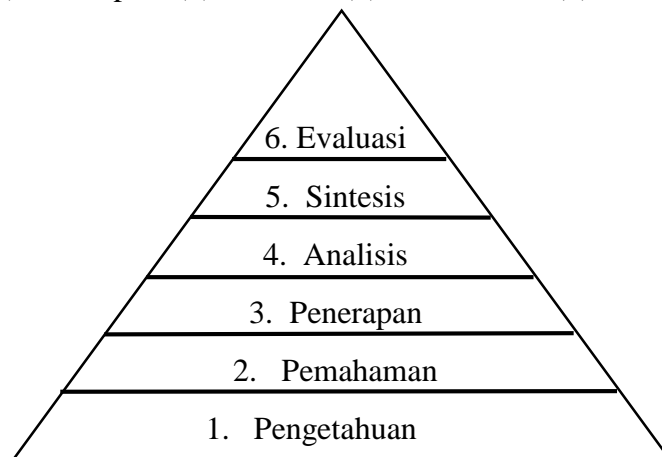 6. Evaluasi
5. Sintesis
4. Analisis
3. Penerapan
2. Pemahaman
1. Pengetahuan